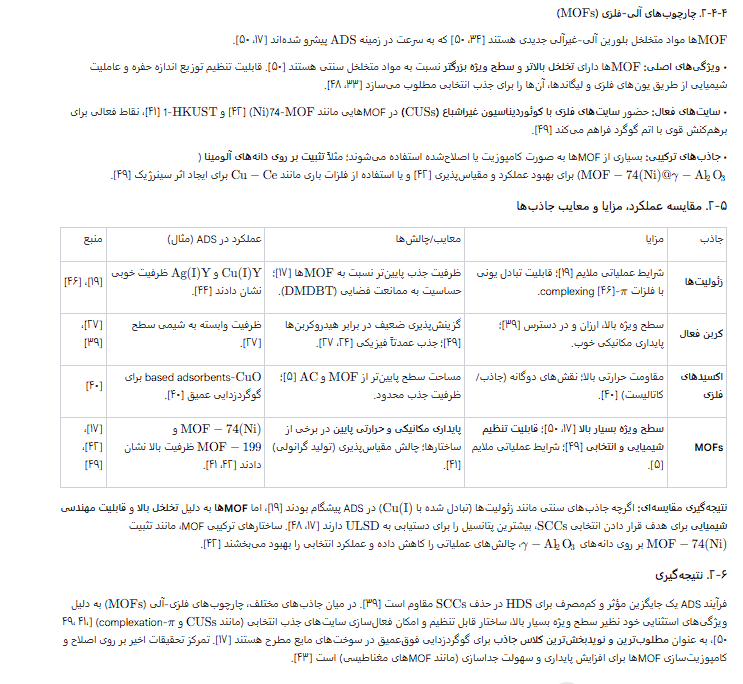 ۲-۴-۴. چارچوب‌های آلی-فلزی (MOFs)
MOFها مواد متخلخل بلورین آلی-غیرآلی جدیدی هستند [۳۴، ۵۰] که به سرعت در زمینه ADS پیشرو شده‌اند [۱۷، ۵۰].
• ویژگی‌های اصلی: MOFها دارای تخلخل بالاتر و سطح ویژه بزرگتر نسبت به مواد متخلخل سنتی هستند [۵۰]. قابلیت تنظیم توزیع اندازه حفره و عاملیت
شیمیایی از طریق یون‌های فلزی و لیگاندها، آن‌ها را برای جذب انتخابی مطلوب می‌سازد [۳۳، ۴۸].
• سایت‌های فعال: حضور سایت‌های فلزی با کوئوردیناسیون غیراشباع (CUSs) در MOFهایی مانند MOF-74(Ni) [۴۲] و HKUST-1 [۴۱]، نقاط فعالی برای
برهم‌کنش قوی با اتم گوگرد فراهم می‌کند [۴۹].
• جاذب‌های ترکیبی: بسیاری از MOFها به صورت کامپوزیت یا اصلاح‌شده استفاده می‌شوند؛ مثلاً تثبیت بر روی دانه‌های آلومینا (
MOF − 74(Ni)@γ − Al₂O₃) برای بهبود عملکرد و مقیاس‌پذیری [۴۲] و یا استفاده از فلزات باری مانند Cu − Ce برای ایجاد اثر سینرژیک [۴۹].
۲-۵. مقایسه عملکرد، مزایا و معایب جاذب‌ها
جاذب مزایا معایب/چالش‌ها عملکرد در ADS (مثال) منبع
زئولیت‌ها شرایط عملیاتی ملایم [۱۹]؛ قابلیت تبادل یونی ظرفیت جذب پایین‌تر نسبت به MOFها [۱۷]؛ Cu(I)Y و Ag(I)Y ظرفیت خوبی [۱۹]، [۴۶]
با فلزات π-complexing [۴۶]. حساسیت به ممانعت فضایی (DMDBT). نشان دادند [۴۴].
کربن فعال سطح ویژه بالا، ارزان و در دسترس [۳۹]؛ گزینش‌پذیری ضعیف در برابر هیدروکربن‌ها ظرفیت وابسته به شیمی سطح [۲۷]،
پایداری مکانیکی خوب. [۴۹]؛ جذب عمدتاً فیزیکی [۲۴، ۲۷]. [۲۷]. [۳۹]
اکسیدهای مقاومت حرارتی بالا؛ نقش‌های دوگانه (جاذب/ مساحت سطح پایین‌تر از MOF و AC [۵]؛ CuO-based adsorbents برای [۴۰]
فلزی کاتالیست) [۴۰]. ظرفیت جذب محدود. گوگردزدایی عمیق [۴۰].
MOFs سطح ویژه بسیار بالا [۱۷، ۵۰]؛ قابلیت تنظیم پایداری مکانیکی و حرارتی پایین در برخی از MOF − 74(Ni) و [۱۷]،
شیمیایی و انتخابی [۴۹]؛ شرایط عملیاتی ملایم ساختارها؛ چالش مقیاس‌پذیری (تولید گرانولی) MOF − 199 ظرفیت بالا نشان [۴۲]،
[۵]. [۴۱]. دادند [۴۲، ۴۱]. [۴۹]
نتیجه‌گیری مقایسه‌ای: اگرچه جاذب‌های سنتی مانند زئولیت‌ها (تبادل شده با Cu(I)) در ADS پیشگام بودند [۱۹]، اما MOFها به دلیل تخلخل بالا و قابلیت مهندسی
شیمیایی برای هدف قرار دادن انتخابی SCCs، بیشترین پتانسیل را برای دستیابی به ULSD دارند [۱۷، ۴۸]. ساختارهای ترکیبی MOF، مانند تثبیت
MOF − 74(Ni) بر روی دانه‌های γ − Al₂O₃، چالش‌های عملیاتی را کاهش داده و عملکرد انتخابی را بهبود می‌بخشند [۴۲].
۲-۶. نتیجه‌گیری
فرآیند ADS یک جایگزین مؤثر و کم‌مصرف برای HDS در حذف SCCs مقاوم است [۳۹]. در میان جاذب‌های مختلف، چارچوب‌های فلزی-آلی (MOFs) به دلیل
ویژگی‌های استثنایی خود نظیر سطح ویژه بسیار بالا، ساختار قابل تنظیم و امکان فعال‌سازی سایت‌های جذب انتخابی (مانند CUSs و π-complexation) [۴۱، ۴۹،
۵۰]، به عنوان مطلوب‌ترین و نویدبخش‌ترین کلاس جاذب برای گوگردزدایی فوق‌عمیق در سوخت‌های مایع مطرح هستند [۱۷]. تمرکز تحقیقات اخیر بر روی اصلاح و
کامپوزیت‌سازی MOFها برای افزایش پایداری و سهولت جداسازی (مانند MOFهای مغناطیسی) است [۴۳].